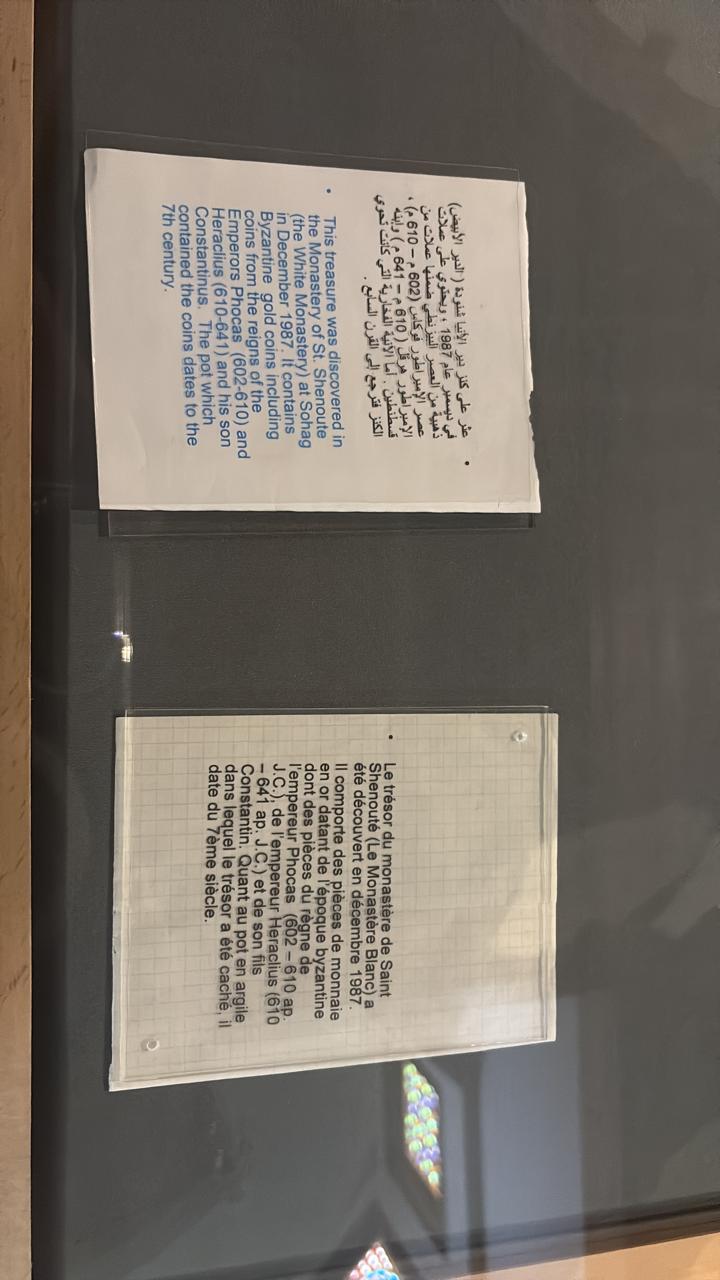 • عثر على كنز دير الأنبا شنودة ( الدير الأبيض)
في ديسمبر عام 1987 ، ويحتوي على عملات
ذهبية من العصر البيزنطي ضمنها عملات من
عصر الإمبراطور فوكاس (602 م – 610 م) ،
الإمبراطور هرقل ( 610 م – 641 م ) وابنه
قسطنطين . أما الآنية الفخارية التي كانت تحوي
الكنز فترجع إلى القرن السابع .
• This treasure was discovered in
the Monastery of St. Shenoute
(the White Monastery) at Sohag
in December 1987. It contains
Byzantine gold coins including
coins from the reigns of the
Emperors Phocas (602-610) and
Heraclius (610-641) and his son
Constantinus. The pot which
contained the coins dates to the
7th century.
• Le trésor du monastère de Saint
Shenouté (Le Monastère Blanc) a
été découvert en décembre 1987.
Il comporte des pièces de monnaie
en or datant de l'époque byzantine
dont des pièces du règne de
l'empereur Phocas (602 – 610 ap.
J.C.), de l'empereur Heraclius (610
– 641 ap. J.C.) et de son fils
Constantin. Quant au pot en argile
dans lequel le trésor a été caché, il
date du 7ème siècle.